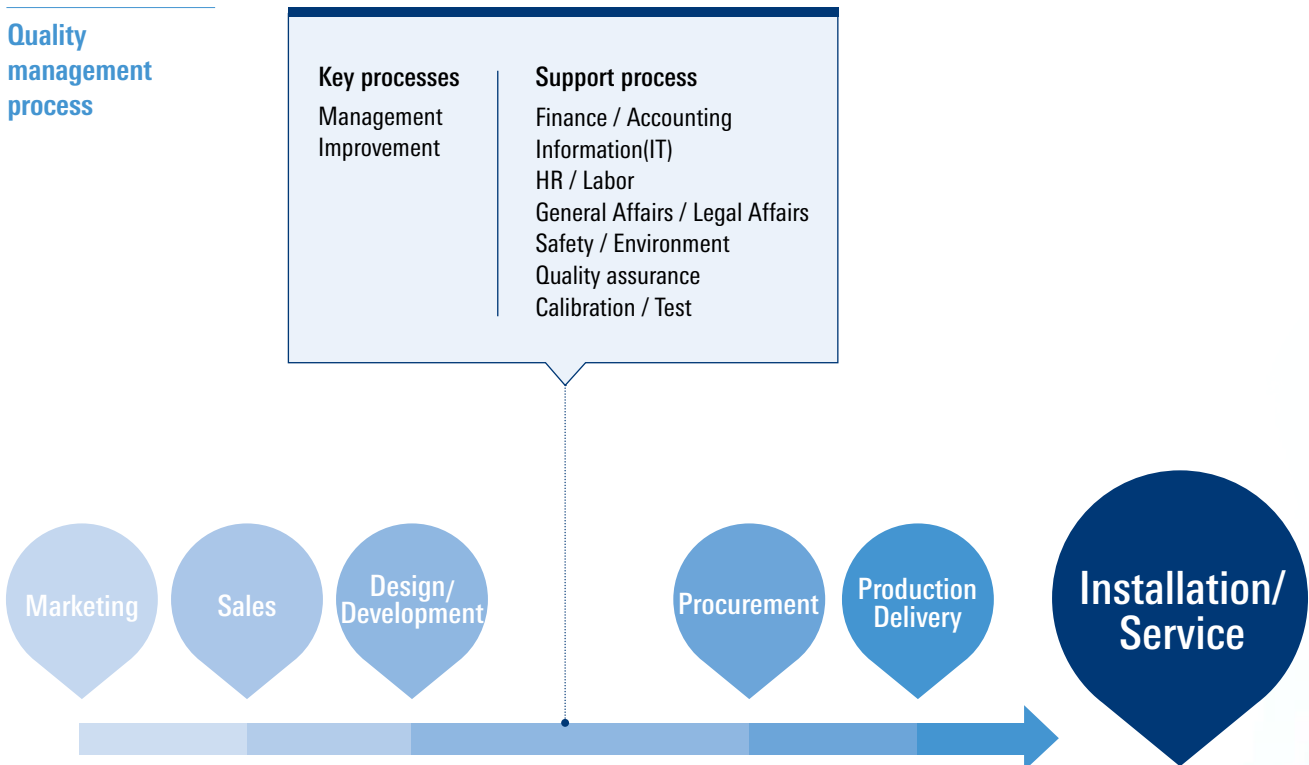 Quality
management
process
Key processes
Management
Improvement
Support process
Finance / Accounting
Information(IT)
HR / Labor
General Affairs / Legal Affairs
Safety / Environment
Quality assurance
Calibration / Test
Marketing
Sales
Design/
Development
Procurement
Production
Delivery
Installation/
Service